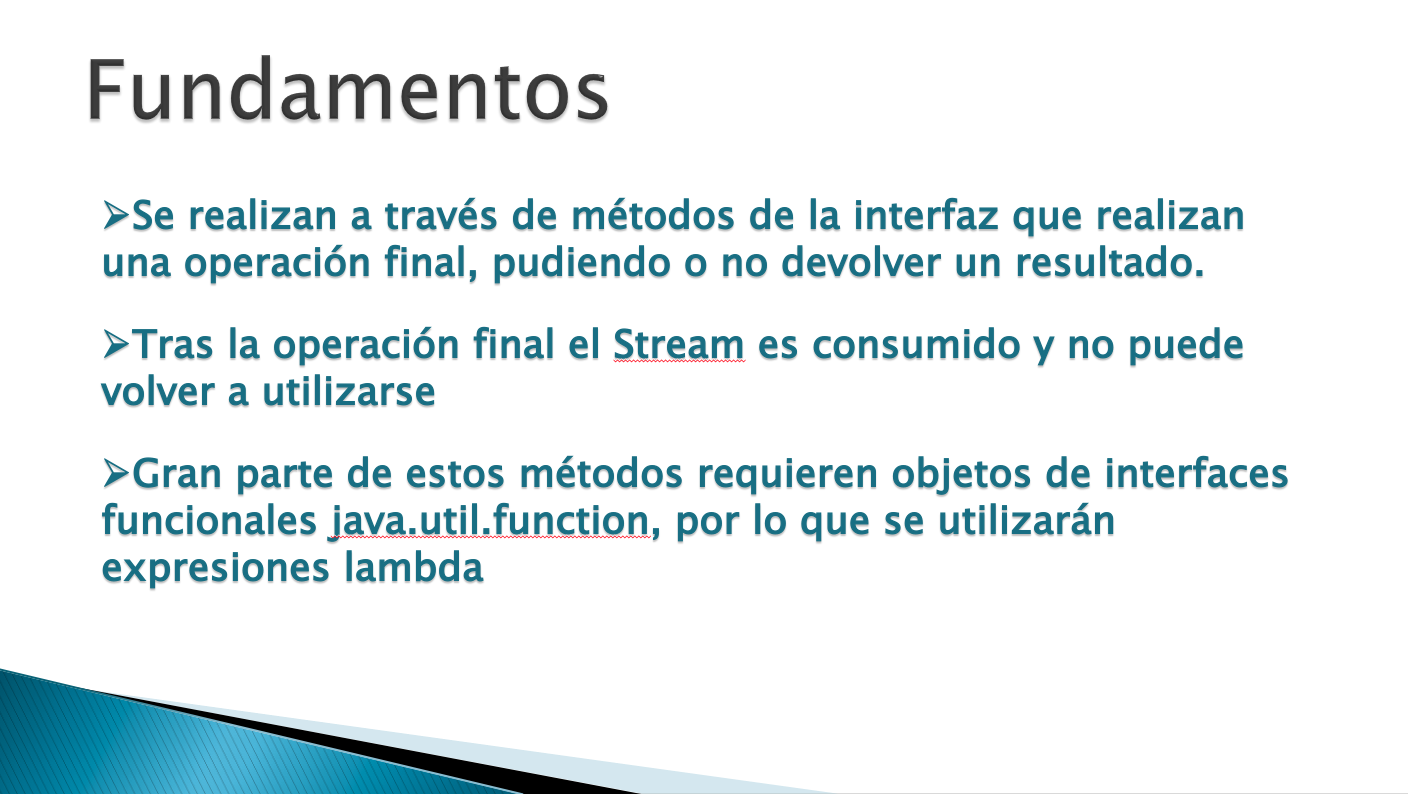 Fundamentos
➢Se realizan a través de métodos de la interfaz que realizan
una operación final, pudiendo o no devolver un resultado.
➢Tras la operación final el Stream es consumido y no puede
volver a utilizarse
➢Gran parte de estos métodos requieren objetos de interfaces
funcionales java.util.function, por lo que se utilizarán
expresiones lambda